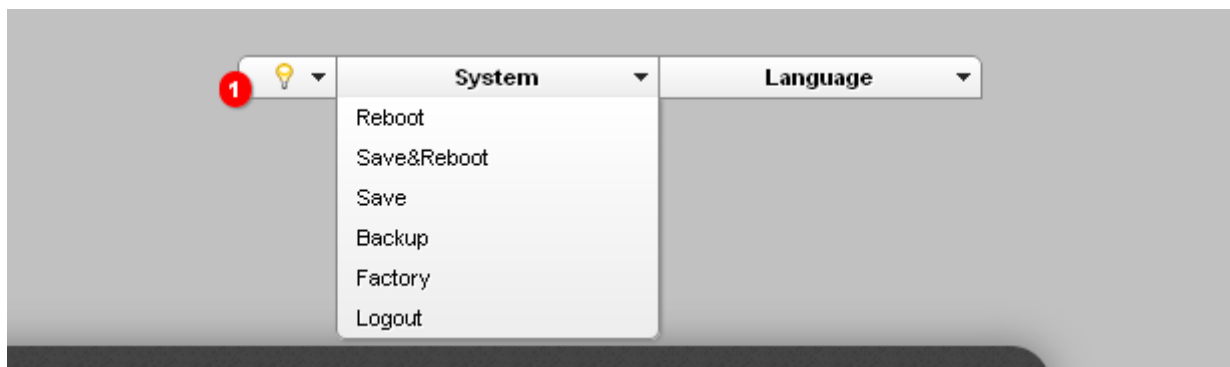 1
System
Language
Reboot
Save&Reboot
Save
Backup
Factory
Logout